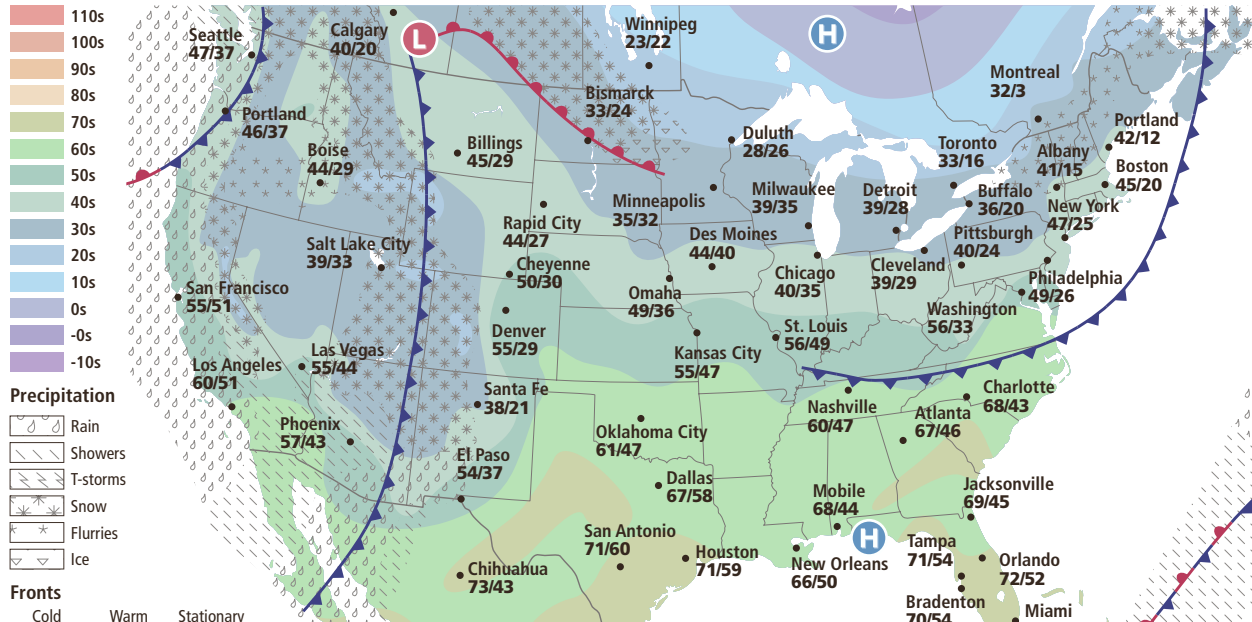 110s
100s
90s
80s
70s
60s
50s
40s
30s
20s
10s
0s
-0s
-10s
Precipitation
Rain
Showers
T-storms
Snow
Flurries
Ice
Fronts
Cold Warm Stationary
Seattle
47/37
Calgary
40/20
L
Winnipeg
23/22
H
Montreal
32/3
Portland
46/37
Bismarck
33/24
Portland
42/12
Boise
44/29
Billings
45/29
Duluth
28/26
Toronto
33/16
Albany
41/15
Boston
45/20
Minneapolis
35/32
Milwaukee
39/35
Detroit
39/28
Buffalo
36/20
New York
47/25
Rapid City
44/27
Des Moines
44/40
Pittsburgh
40/24
Salt Lake City
39/33
Cheyenne
50/30
Chicago
40/35
Cleveland
39/29
Philadelphia
49/26
San Francisco
55/51
Omaha
49/36
Washington
56/33
Denver
55/29
St. Louis
56/49
Las Vegas
55/44
Kansas City
55/47
Los Angeles
60/51
Santa Fe
38/21
Charlotte
68/43
Nashville
60/47
Atlanta
67/46
Phoenix
57/43
Oklahoma City
61/47
El Paso
54/37
Dallas
67/58
Mobile
68/44
Jacksonville
69/45
San Antonio
71/60
H
Tampa
71/54
Houston
71/59
New Orleans
66/50
Orlando
72/52
Chihuahua
73/43
Bradenton
70/54
Miami